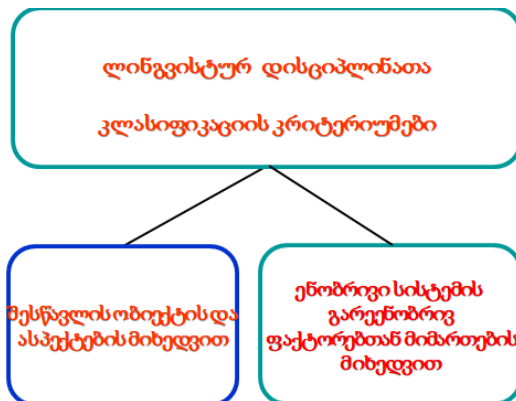 ლინგვისტურ დისციპლინათა
კლასიფიკაციის კრიტერიუმები
შესწავლის ობიექტის და
ასპექტების მიხედვით
ენობრივი სისტემის
გარეენობრივ
ფაქტორებთან მიმართების
მიხედვით